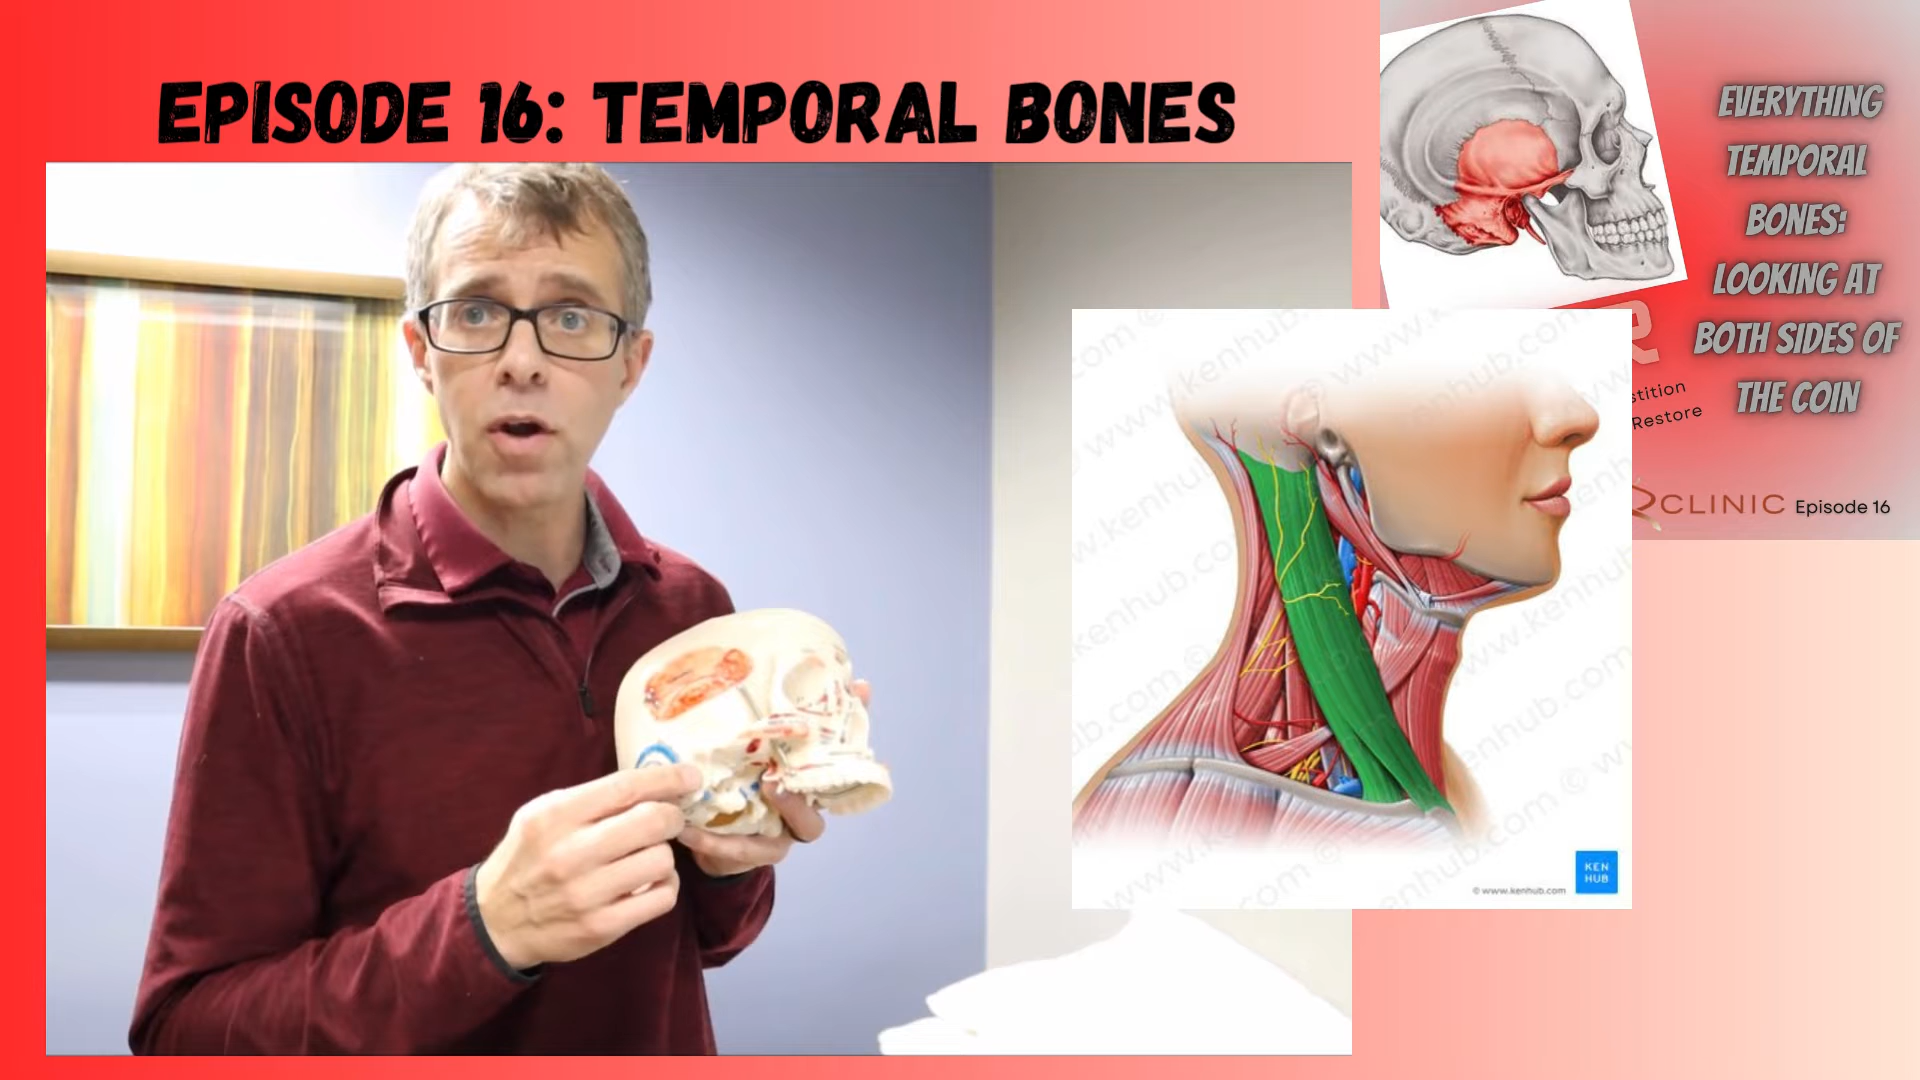 EPISODE 16: TEMPORAL BONES
EVERYTHING
TEMPORAL
BONES:
LOOKING AT
BOTH SIDES OF
THE COIN
stition
Restore
CLINIC Episode 16
© www.kenhub.com
KEN
HUB